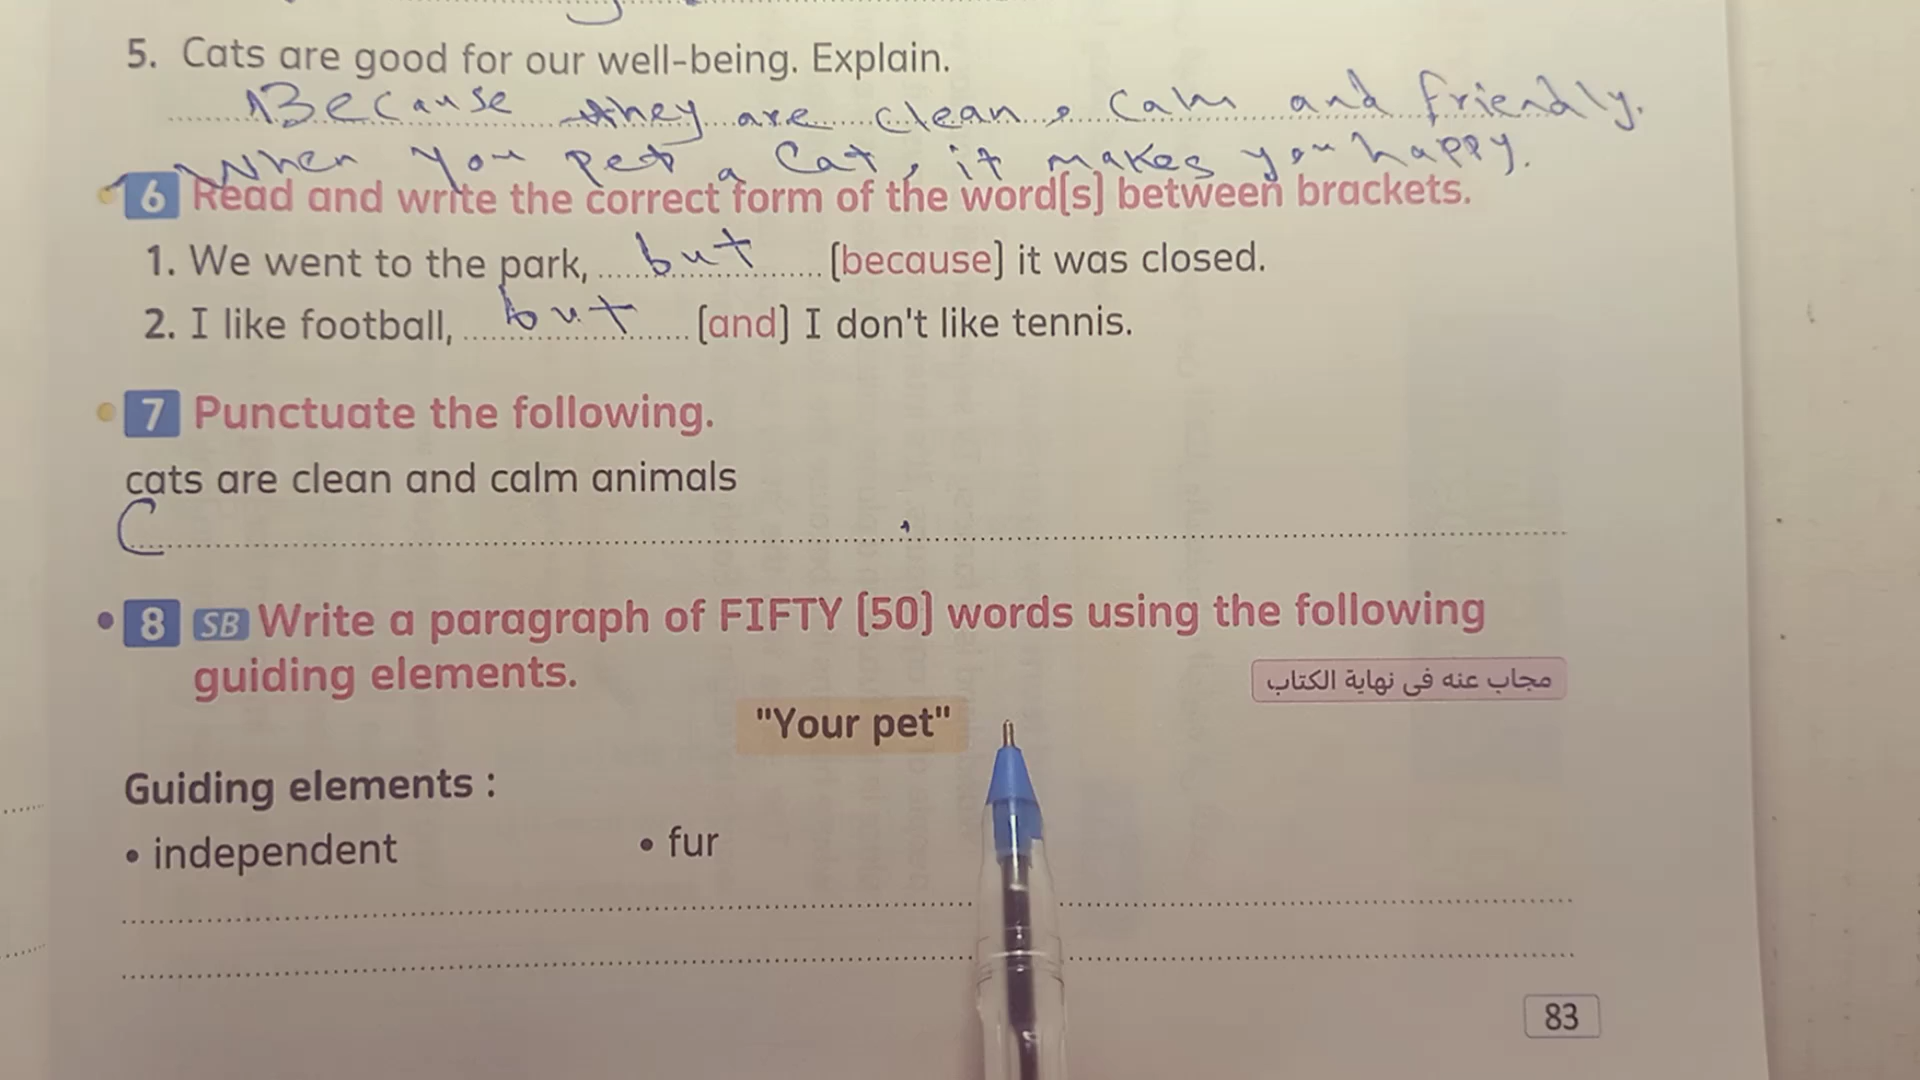 5. Cats are good for our well-being. Explain.
Because they are clean, calm and friendly.
When you pet a cat, it makes you happy.
6 Read and write the correct form of the word(s) between brackets.
1. We went to the park, but (because) it was closed.
2. I like football, but (and) I don't like tennis.
7 Punctuate the following.
cats are clean and calm animals
C .
8 SB Write a paragraph of FIFTY (50) words using the following
guiding elements.
مجاب عنه فى نهاية الكتاب
"Your pet"
Guiding elements :
• independent • fur
83